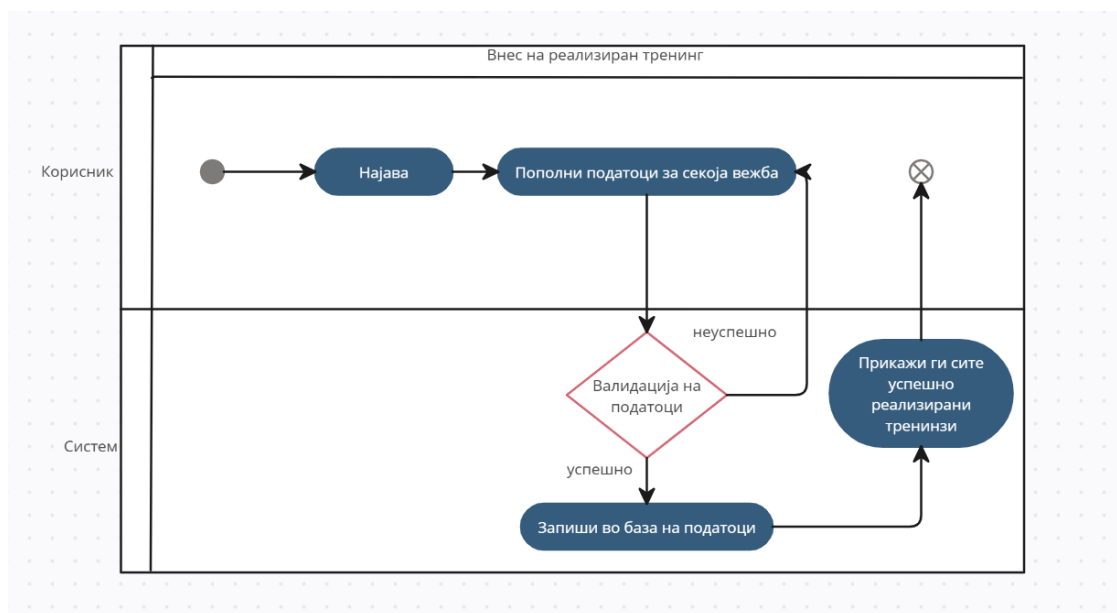 Внес на реализиран тренинг
Корисник
Најава
Пополни податоци за секоја вежба
неуспешно
Валидација на
податоци
Прикажи ги сите
успешно
реализирани
тренинзи
Систем
успешно
Запиши во база на податоци